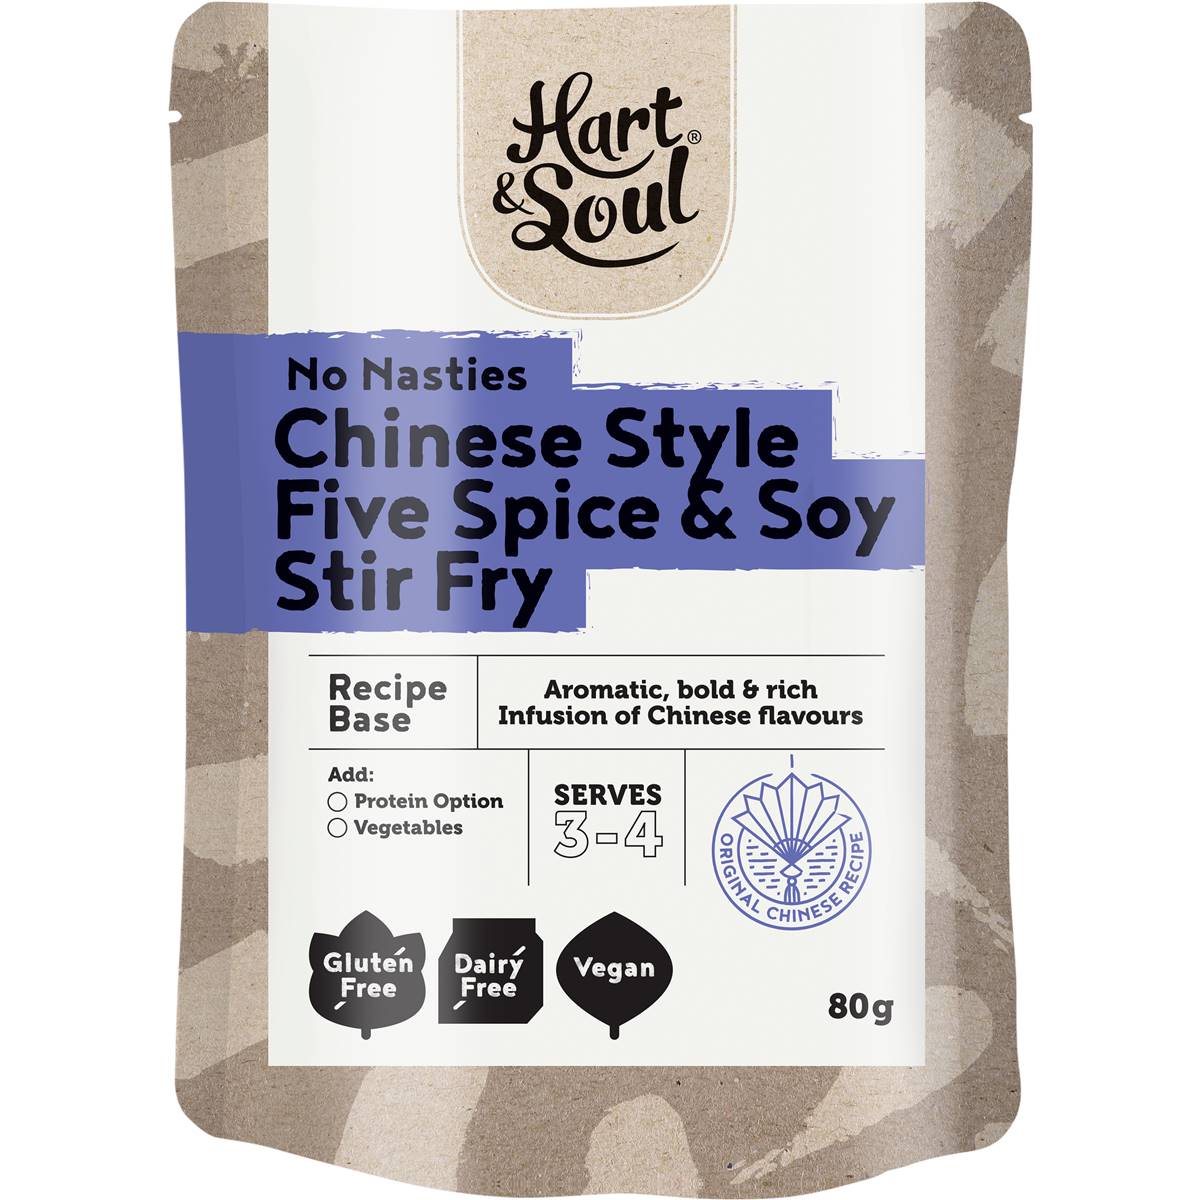 Hart
& Soul®
No Nasties
Chinese Style
Five Spice & Soy
Stir Fry
Recipe
Base
Aromatic, bold & rich
Infusion of Chinese flavours
Add:
Protein Option
Vegetables
SERVES
3-4
ORIGINAL CHINESE RECIPE
Gluten
Free
Dairy
Free
Vegan
80g